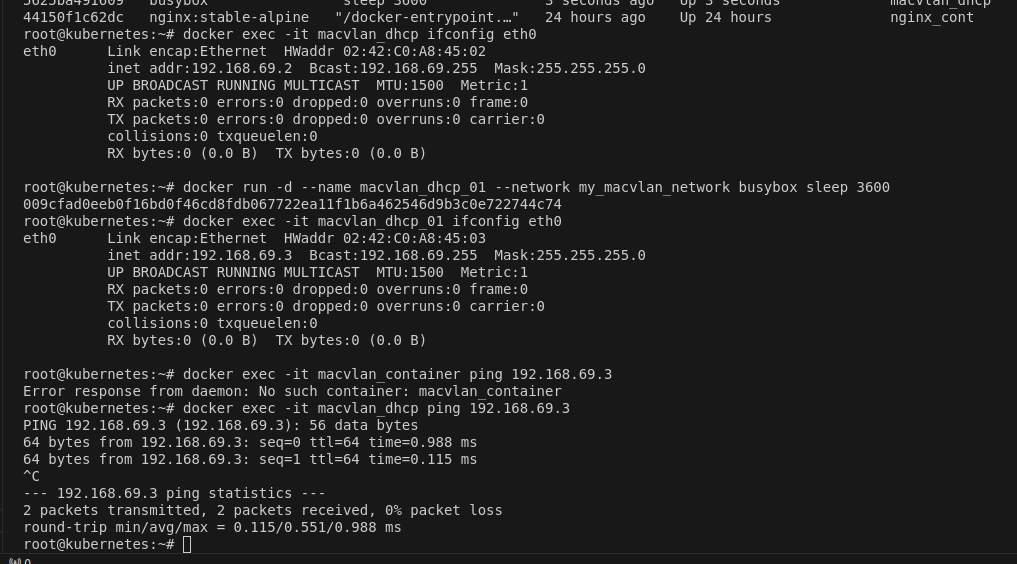 5625ba491609   busybox                "sleep 3600"             3 seconds ago   Up 3 seconds             macvlan_dhcp
44150f1c62dc   nginx:stable-alpine   "/docker-entrypoint.…"   24 hours ago    Up 24 hours              nginx_cont
root@kubernetes:~# docker exec -it macvlan_dhcp ifconfig eth0
eth0      Link encap:Ethernet  HWaddr 02:42:C0:A8:45:02
          inet addr:192.168.69.2  Bcast:192.168.69.255  Mask:255.255.255.0
          UP BROADCAST RUNNING MULTICAST  MTU:1500  Metric:1
          RX packets:0 errors:0 dropped:0 overruns:0 frame:0
          TX packets:0 errors:0 dropped:0 overruns:0 carrier:0
          collisions:0 txqueuelen:0
          RX bytes:0 (0.0 B)  TX bytes:0 (0.0 B)
root@kubernetes:~# docker run -d --name macvlan_dhcp_01 --network my_macvlan_network busybox sleep 3600
009cfad0eeb0f16bd0f46cd8fdb067722ea11f1b6a462546d9b3c0e722744c74
root@kubernetes:~# docker exec -it macvlan_dhcp_01 ifconfig eth0
eth0      Link encap:Ethernet  HWaddr 02:42:C0:A8:45:03
          inet addr:192.168.69.3  Bcast:192.168.69.255  Mask:255.255.255.0
          UP BROADCAST RUNNING MULTICAST  MTU:1500  Metric:1
          RX packets:0 errors:0 dropped:0 overruns:0 frame:0
          TX packets:0 errors:0 dropped:0 overruns:0 carrier:0
          collisions:0 txqueuelen:0
          RX bytes:0 (0.0 B)  TX bytes:0 (0.0 B)
root@kubernetes:~# docker exec -it macvlan_container ping 192.168.69.3
Error response from daemon: No such container: macvlan_container
root@kubernetes:~# docker exec -it macvlan_dhcp ping 192.168.69.3
PING 192.168.69.3 (192.168.69.3): 56 data bytes
64 bytes from 192.168.69.3: seq=0 ttl=64 time=0.988 ms
64 bytes from 192.168.69.3: seq=1 ttl=64 time=0.115 ms
^C
--- 192.168.69.3 ping statistics ---
2 packets transmitted, 2 packets received, 0% packet loss
round-trip min/avg/max = 0.115/0.551/0.988 ms
root@kubernetes:~#
0